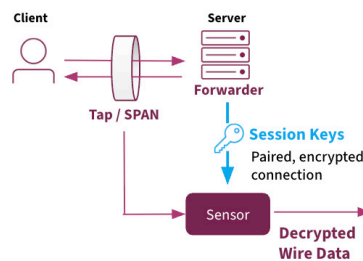 Client
Server
Forwarder
Tap / SPAN
Session Keys
Paired, encrypted
connection
Sensor
Decrypted
Wire Data